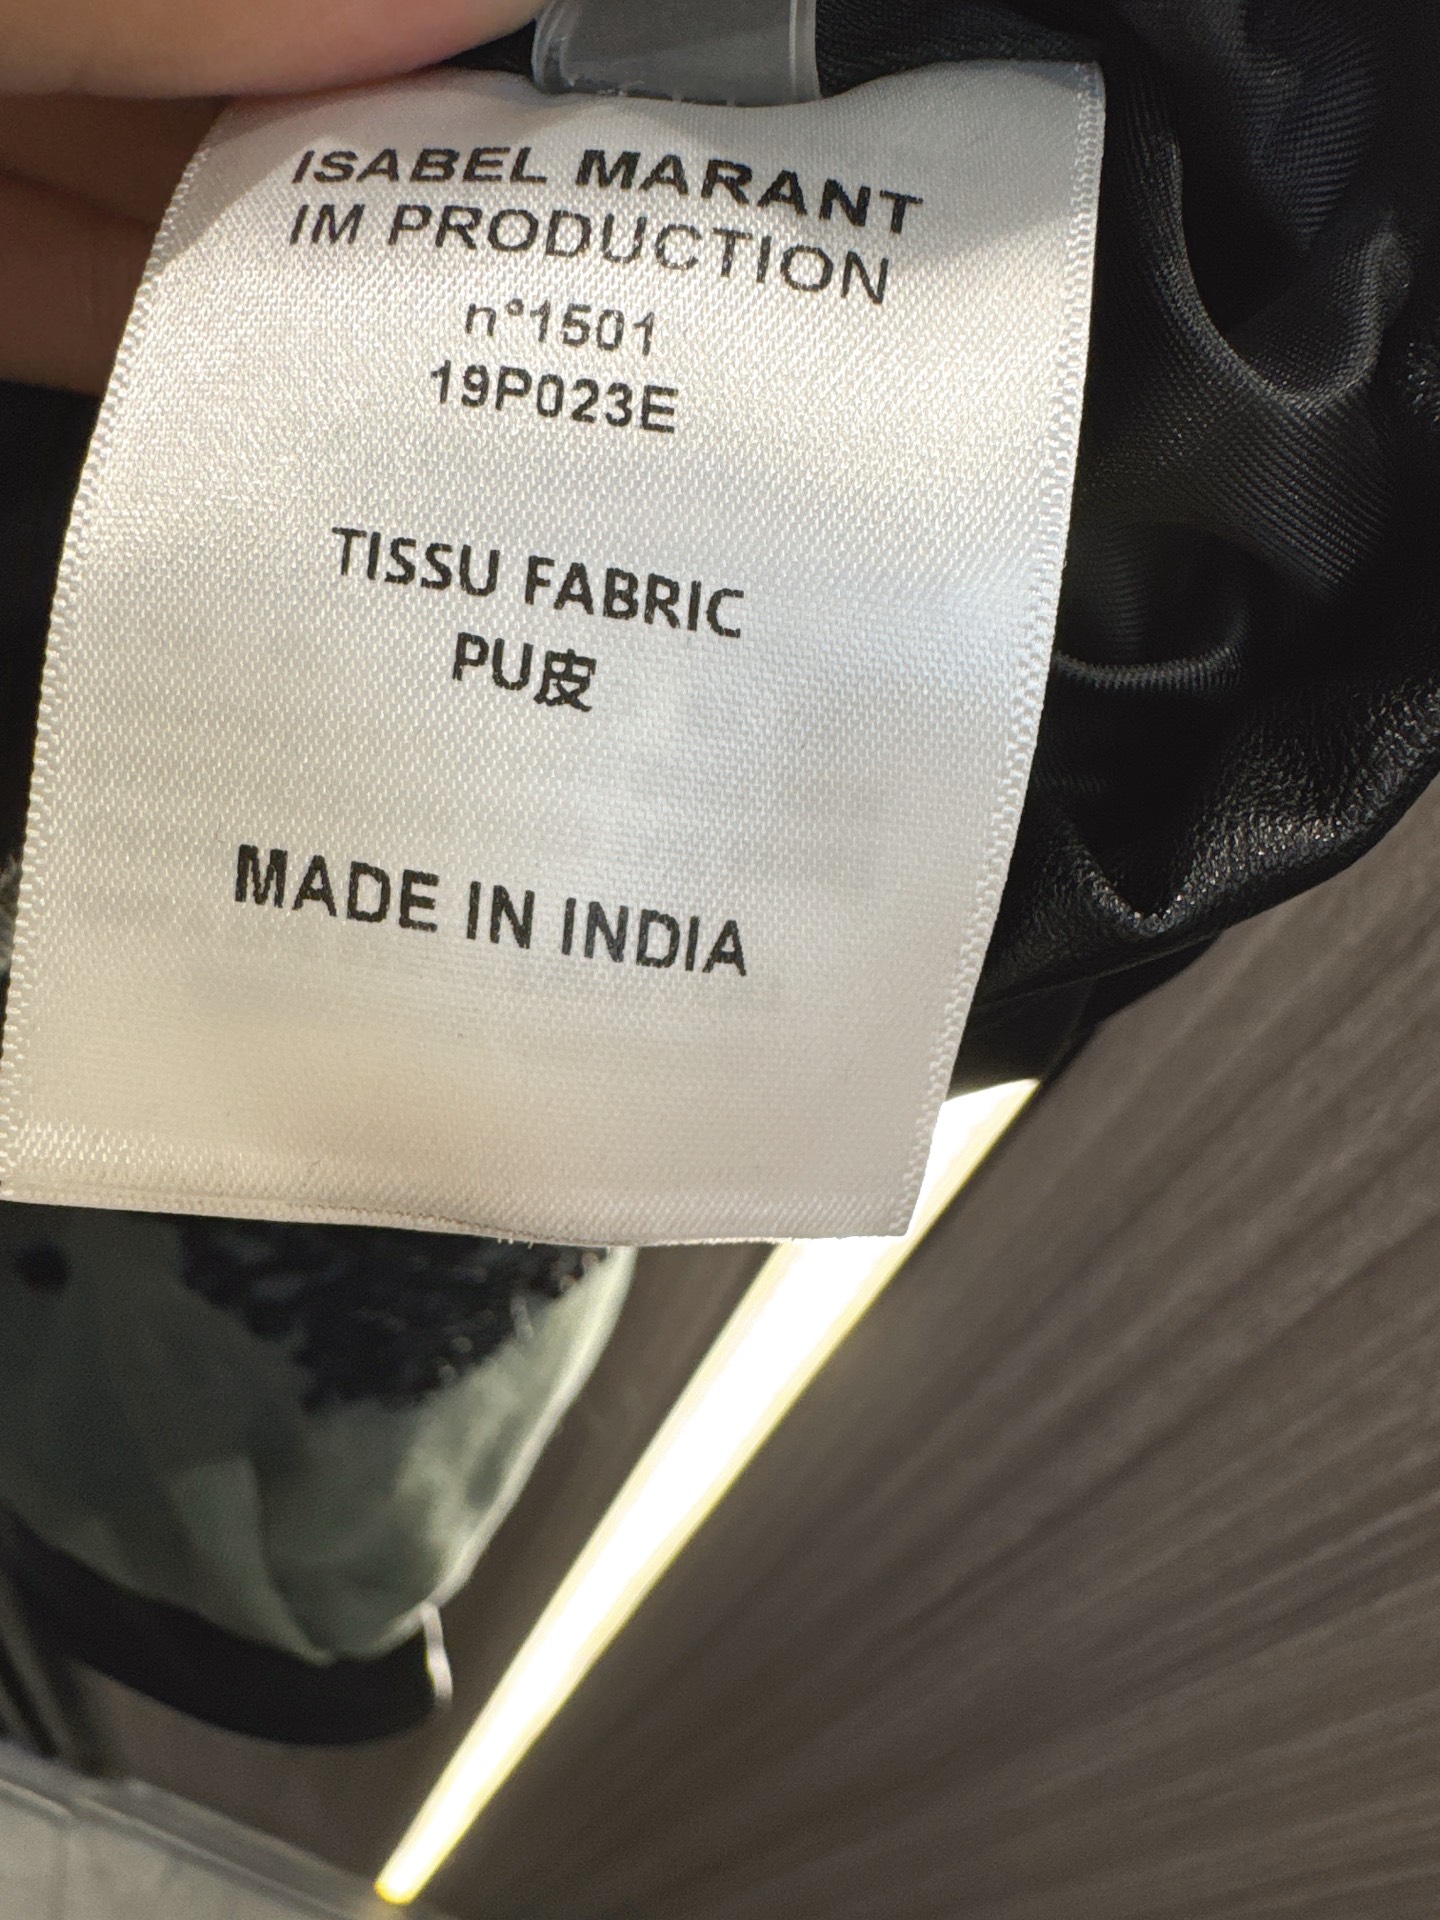 ISABEL MARANT
IM PRODUCTION
n°1501
19P023E
TISSU FABRIC
PU皮
MADE IN INDIA